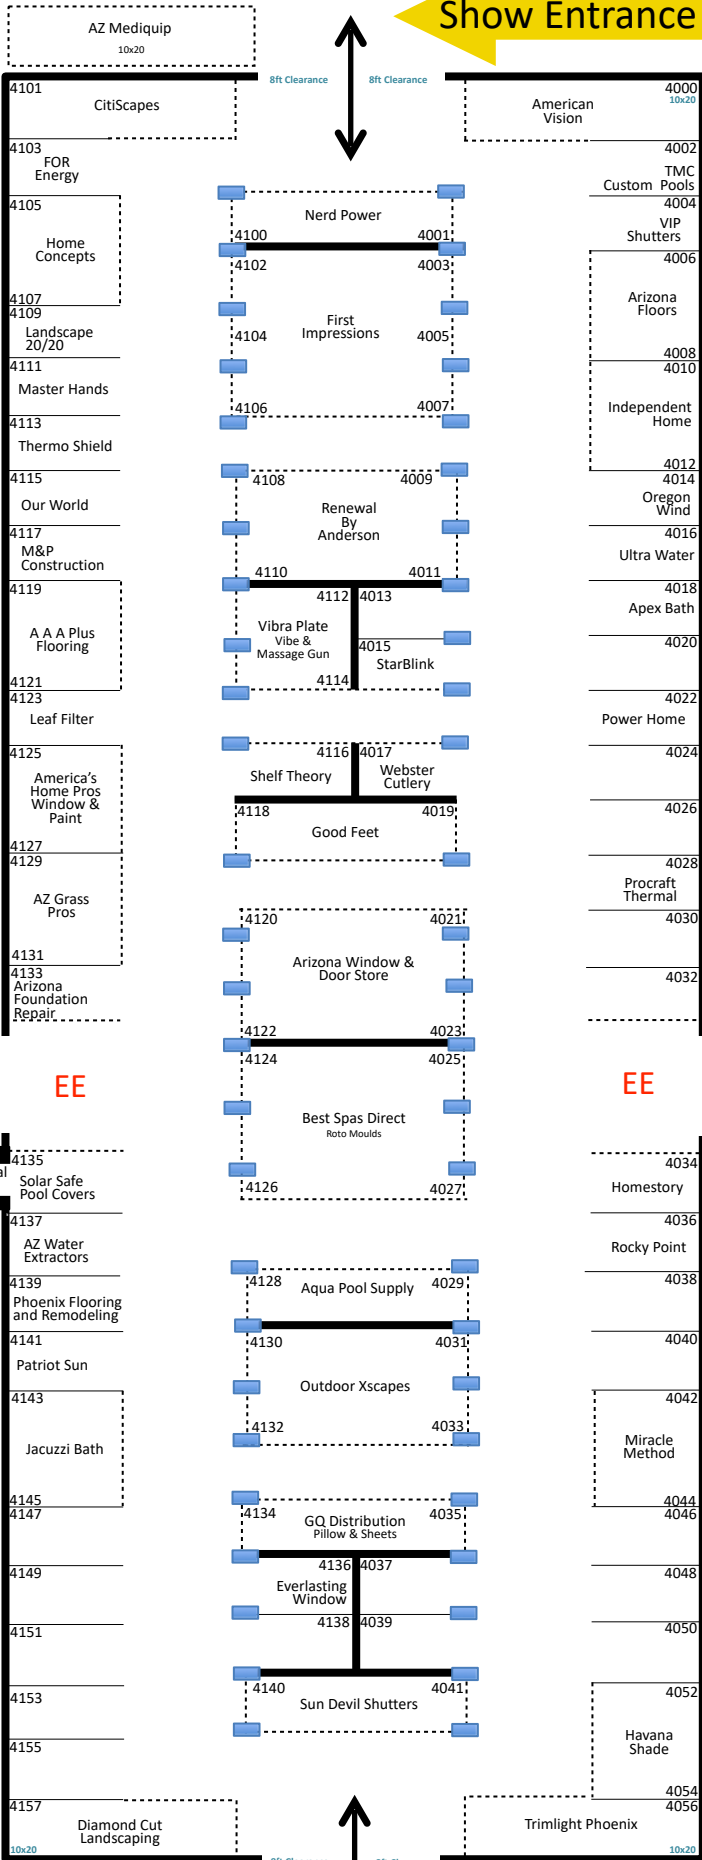 Show Entrance
AZ Mediquip
10x20
8ft Clearance
8ft Clearance
4101
CitiScapes
4000
10x20
American
Vision
4103
FOR
Energy
4002
TMC
Custom Pools
4105
Home
Concepts
4107
Nerd Power
4100
4001
4004
VIP
Shutters
4102
4003
4006
Arizona
Floors
4008
4109
Landscape
20/20
4104
First
Impressions
4005
4111
Master Hands
4010
Independent
Home
4012
4106
4007
4113
Thermo Shield
4115
Our World
4108
4009
Renewal
By
Anderson
4110
4011
4014
Oregon
Wind
4117
M&P
Construction
4016
Ultra Water
4119
A A A Plus
Flooring
4121
4112
4013
Vibra Plate
Vibe &
Massage Gun
4114
4015
StarBlink
4018
Apex Bath
4020
4123
Leaf Filter
4022
Power Home
4125
America's
Home Pros
Window &
Paint
4127
4116
4017
Shelf Theory
Webster
Cutlery
4024
4118
4019
Good Feet
4026
4129
AZ Grass
Pros
4131
4028
Procraft
Thermal
4120
4021
Arizona Window &
Door Store
4122
4023
4030
4133
Arizona
Foundation
Repair
4032
EE
4124
4025
Best Spas Direct
Roto Moulds
4126
4027
EE
al
4135
Solar Safe
Pool Covers
4034
Homestory
4137
AZ Water
Extractors
4036
Rocky Point
4139
Phoenix Flooring
and Remodeling
4128
4029
Aqua Pool Supply
4038
4141
Patriot Sun
4130
4031
Outdoor Xscapes
4132
4033
4040
4143
Jacuzzi Bath
4145
4042
Miracle
Method
4044
4147
4134
4035
GQ Distribution
Pillow & Sheets
4046
4149
4136
4037
Everlasting
Window
4048
4151
4138
4039
4050
4153
4140
4041
Sun Devil Shutters
4052
Havana
Shade
4054
4155
4157
Diamond Cut
Landscaping
10x20
4056
Trimlight Phoenix
10x20